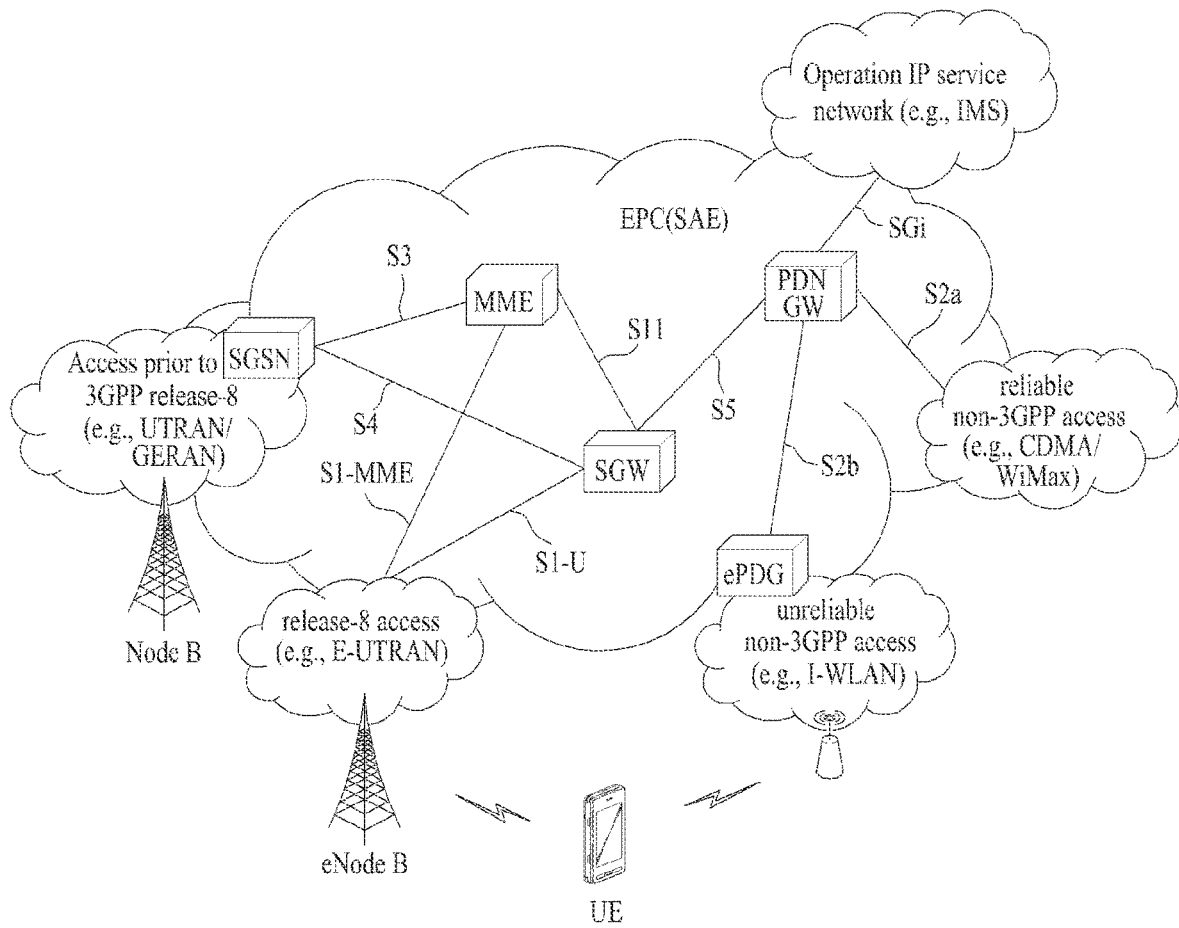 Operation IP service
network (e.g., IMS)
EPC(SAE)
SGi
S3
MME
PDN
GW
S2a
S11
SGSN
Access prior to
3GPP release-8
(e.g., UTRAN/
GERAN)
S4
S5
reliable
non-3GPP access
(e.g., CDMA/
WiMax)
S1-MME
SGW
S2b
S1-U
ePDG
Node B
release-8 access
(e.g., E-UTRAN)
unreliable
non-3GPP access
(e.g., I-WLAN)
eNode B
UE